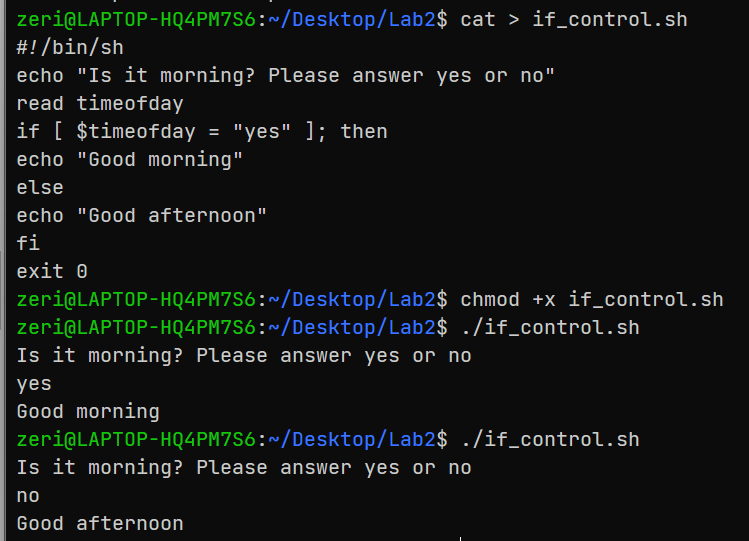 zeri@LAPTOP-HQ4PM7S6:~/Desktop/Lab2$ cat > if_control.sh
#!/bin/sh
echo "Is it morning? Please answer yes or no"
read timeofday
if [ $timeofday = "yes" ]; then
echo "Good morning"
else
echo "Good afternoon"
fi
exit 0
zeri@LAPTOP-HQ4PM7S6:~/Desktop/Lab2$ chmod +x if_control.sh
zeri@LAPTOP-HQ4PM7S6:~/Desktop/Lab2$ ./if_control.sh
Is it morning? Please answer yes or no
yes
Good morning
zeri@LAPTOP-HQ4PM7S6:~/Desktop/Lab2$ ./if_control.sh
Is it morning? Please answer yes or no
no
Good afternoon